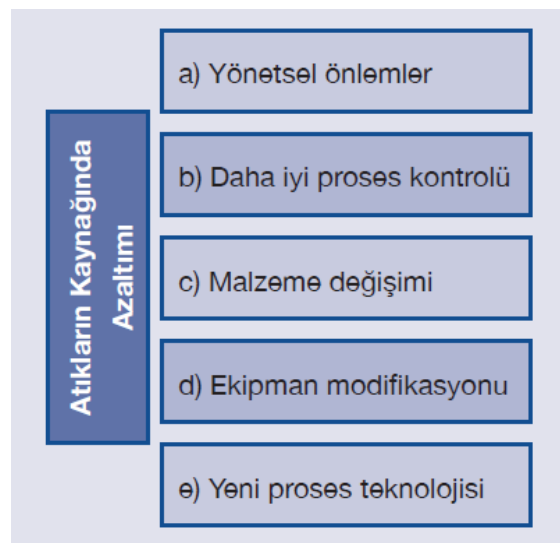 Atıkların Kaynağında
Azaltımı
a) Yönetsel önlemler
b) Daha iyi proses kontrolü
c) Malzeme değişimi
d) Ekipman modifikasyonu
e) Yeni proses teknolojisi